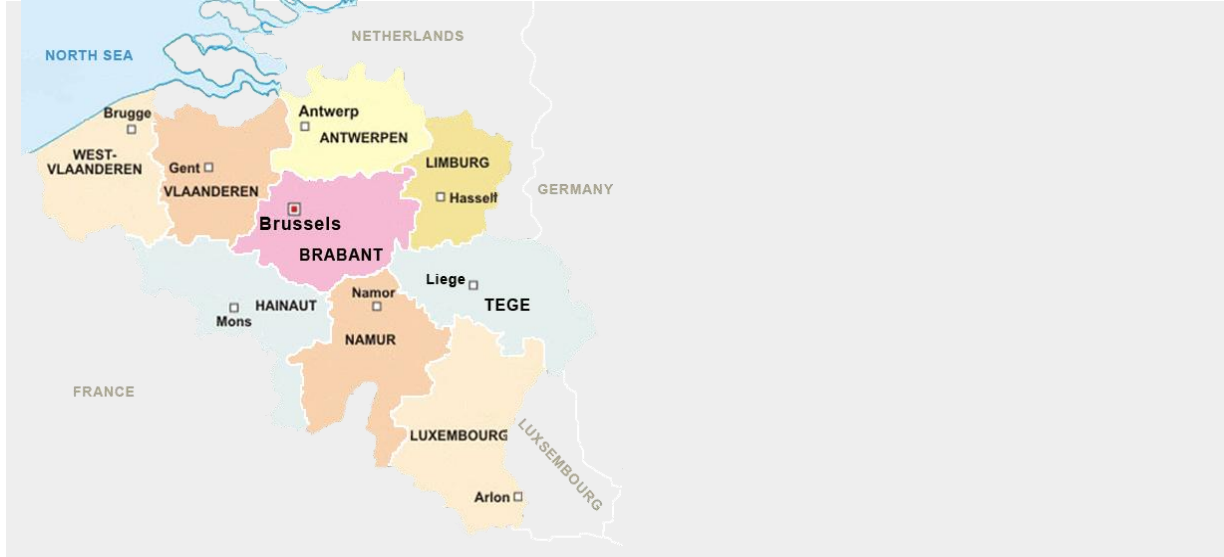 NETHERLANDS
NORTH SEA
Brugge
Antwerp
ANTWERPEN
WEST-
VLAANDEREN
Gent
VLAANDEREN
LIMBURG
Hasselt
GERMANY
Brussels
BRABANT
Liege
TEGE
Namor
HAINAUT
Mons
NAMUR
FRANCE
LUXEMBOURG
LUXSEMBOURG
Arlon